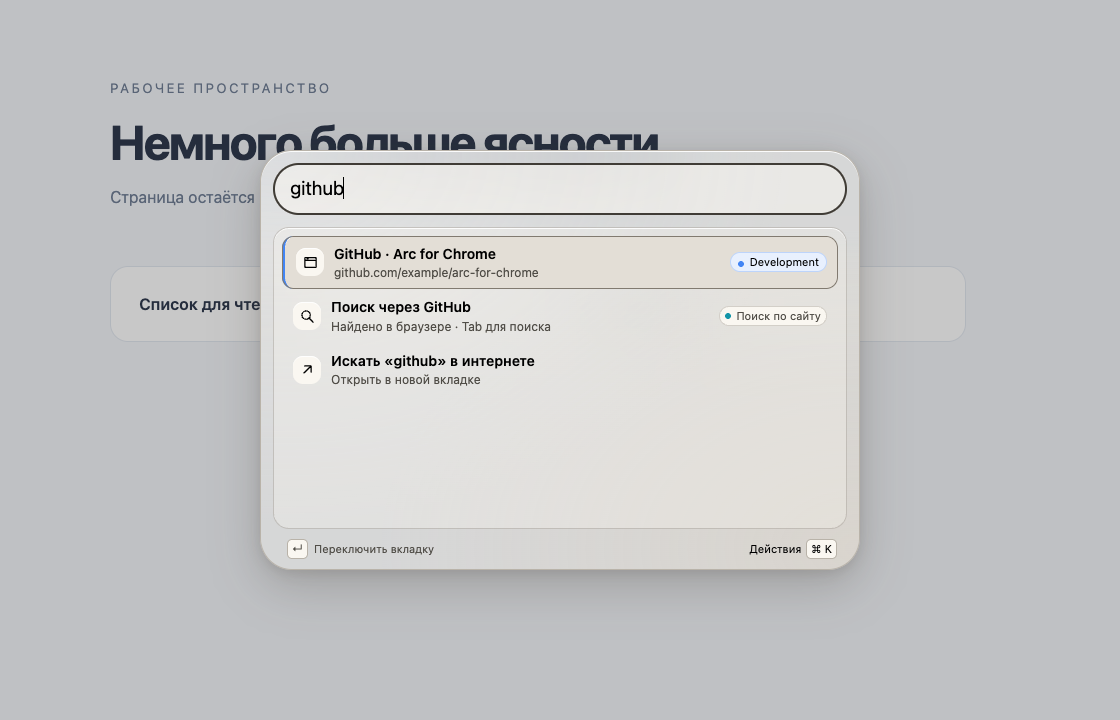 РАБОЧЕЕ ПРОСТРАНСТВО
Немного больше ясности
Страница остаётся
Список для чте
github
GitHub · Arc for Chrome
github.com/example/arc-for-chrome
Development
Поиск через GitHub
Найдено в браузере · Tab для поиска
Поиск по сайту
Искать «github» в интернете
Открыть в новой вкладке
Переключить вкладку
Действия ⌘ K